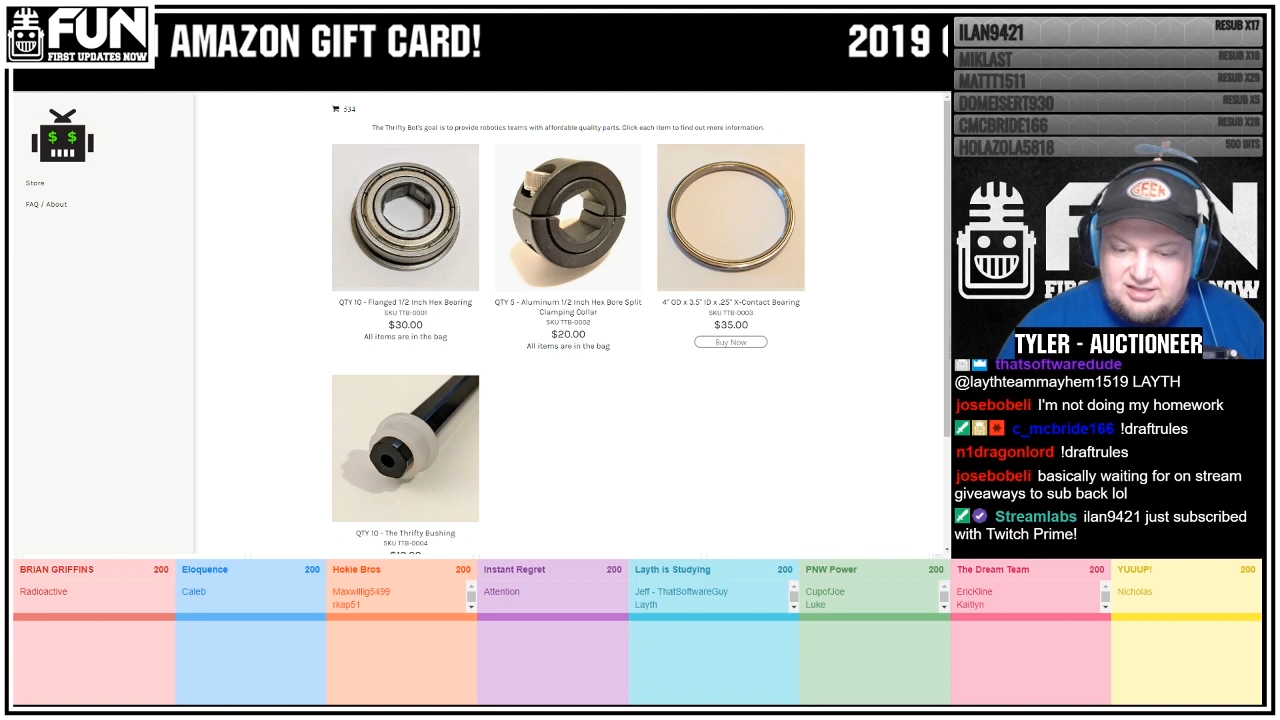 FUN
FIRST UPDATES NOW
AMAZON GIFT CARD!
2019
ILAN9421 RESUB X17
MIKLAST RESUB X18
MATTT1511 RESUB X29
DOMEISERT930 RESUB X5
CMCBRIDE166 RESUB X28
HOLAZOLA5818 500 BITS
$ $
Store
FAQ / About
534
The Thrifty Bot's goal is to provide robotics teams with affordable quality parts. Click each item to find out more information.
QTY 10 - Flanged 1/2 Inch Hex Bearing
SKU TTB-0001
$30.00
All items are in the bag
QTY 5 - Aluminum 1/2 Inch Hex Bore Split
Clamping Collar
SKU TTB-0002
$20.00
All items are in the bag
4" OD x 3.5" ID x .25" X-Contact Bearing
SKU TTB-0003
$35.00
Buy Now
QTY 10 - The Thrifty Bushing
SKU TTB-0004
GEEK
TYLER - AUCTIONEER
thatsoftwaredude
@laythteammayhem1519 LAYTH
josebobeli I'm not doing my homework
c_mcbride166 !draftrules
n1dragonlord !draftrules
josebobeli basically waiting for on stream
giveaways to sub back lol
Streamlabs ilan9421 just subscribed
with Twitch Prime!
BRIAN GRIFFINS 200
Radioactive
Eloquence 200
Caleb
Hokie Bros 200
Maxwillig5499
rkap51
Instant Regret 200
Attention
Layth is Studying 200
Jeff - ThatSoftwareGuy
Layth
PNW Power 200
CupofJoe
Luke
The Dream Team 200
EricKline
Kaitlyn
YUUUP! 200
Nicholas